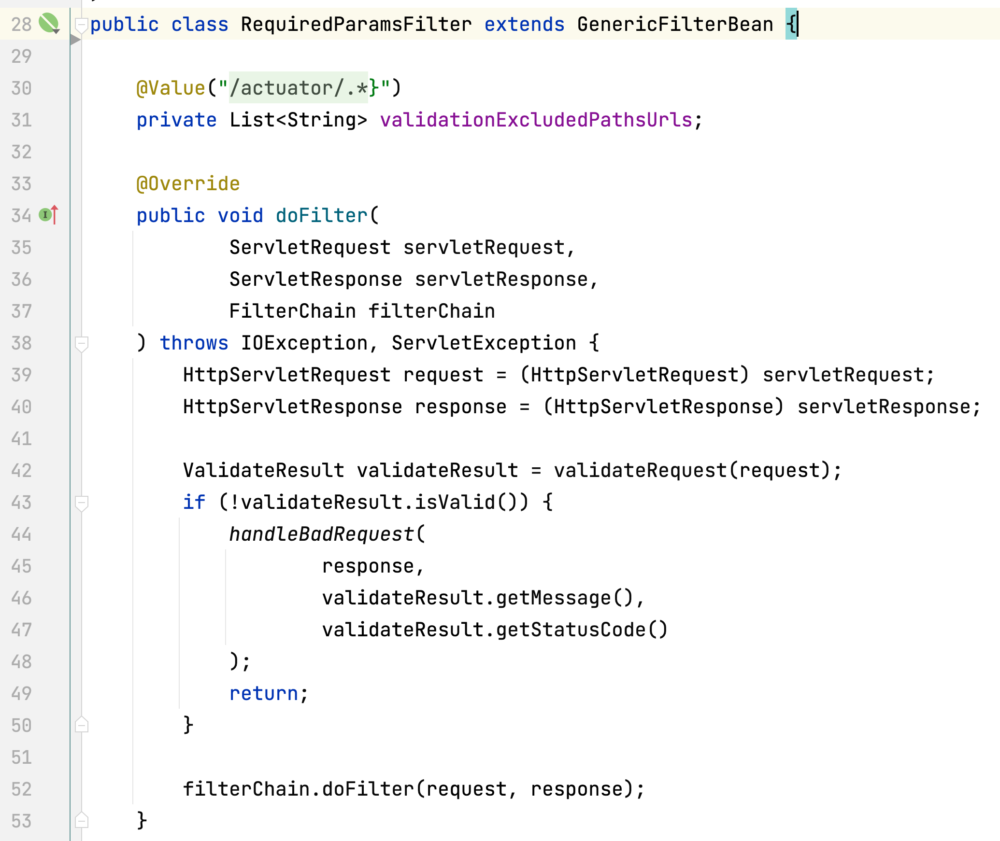 28 public class RequiredParamsFilter extends GenericFilterBean {
29
30 @Value("/actuator/.*}")
31 private List<String> validationExcludedPathsUrls;
32
33 @Override
34 public void doFilter(
35 ServletRequest servletRequest,
36 ServletResponse servletResponse,
37 FilterChain filterChain
38 ) throws IOException, ServletException {
39 HttpServletRequest request = (HttpServletRequest) servletRequest;
40 HttpServletResponse response = (HttpServletResponse) servletResponse;
41
42 ValidateResult validateResult = validateRequest(request);
43 if (!validateResult.isValid()) {
44 handleBadRequest(
45 response,
46 validateResult.getMessage(),
47 validateResult.getStatusCode()
48 );
49 return;
50 }
51
52 filterChain.doFilter(request, response);
53 }